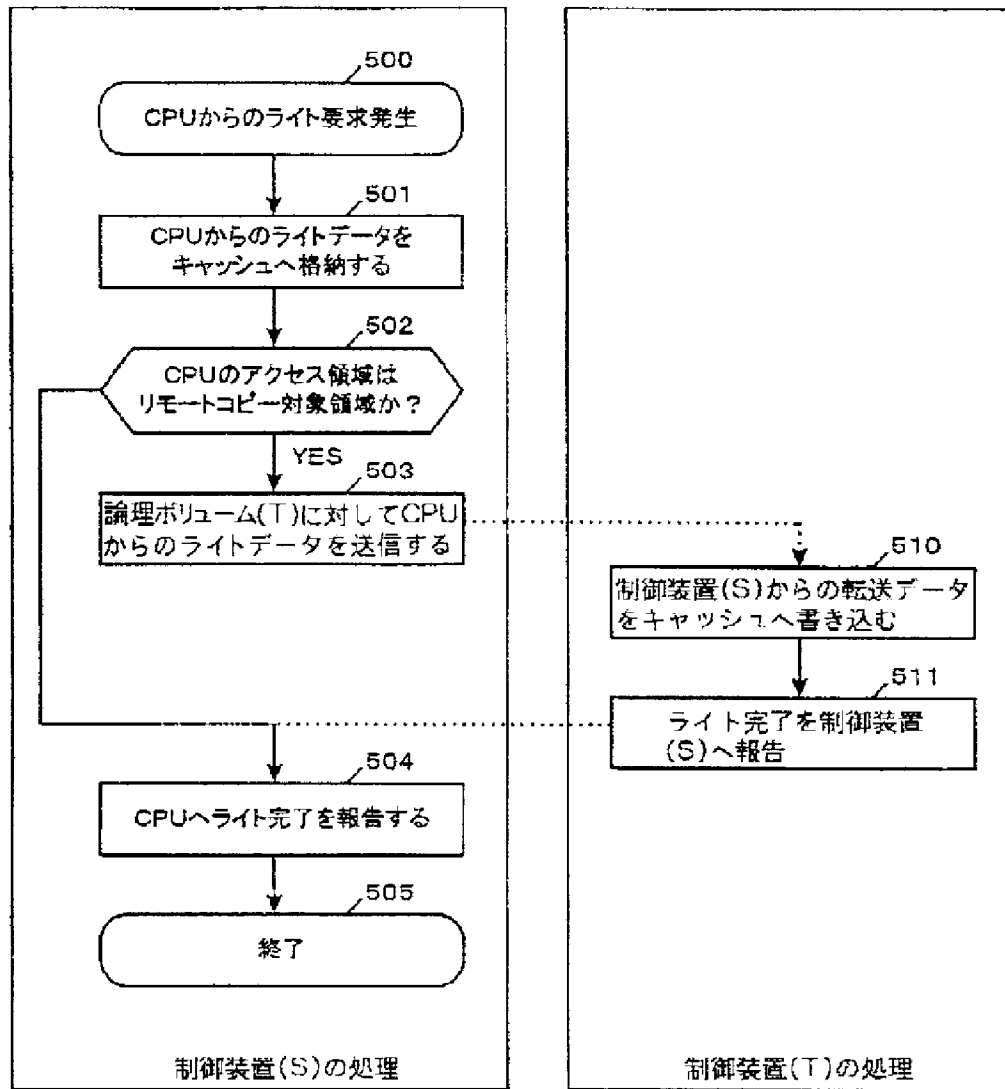 500
CPUからのライト要求発生
501
CPUからのライトデータを
キャッシュへ格納する
502
CPUのアクセス領域は
リモートコピー対象領域か？
YES
503
論理ボリューム(T)に対してCPU
からのライトデータを送信する
510
制御装置(S)からの転送データ
をキャッシュへ書き込む
511
ライト完了を制御装置
(S)へ報告
504
CPUへライト完了を報告する
505
終了
制御装置(S)の処理
制御装置(T)の処理